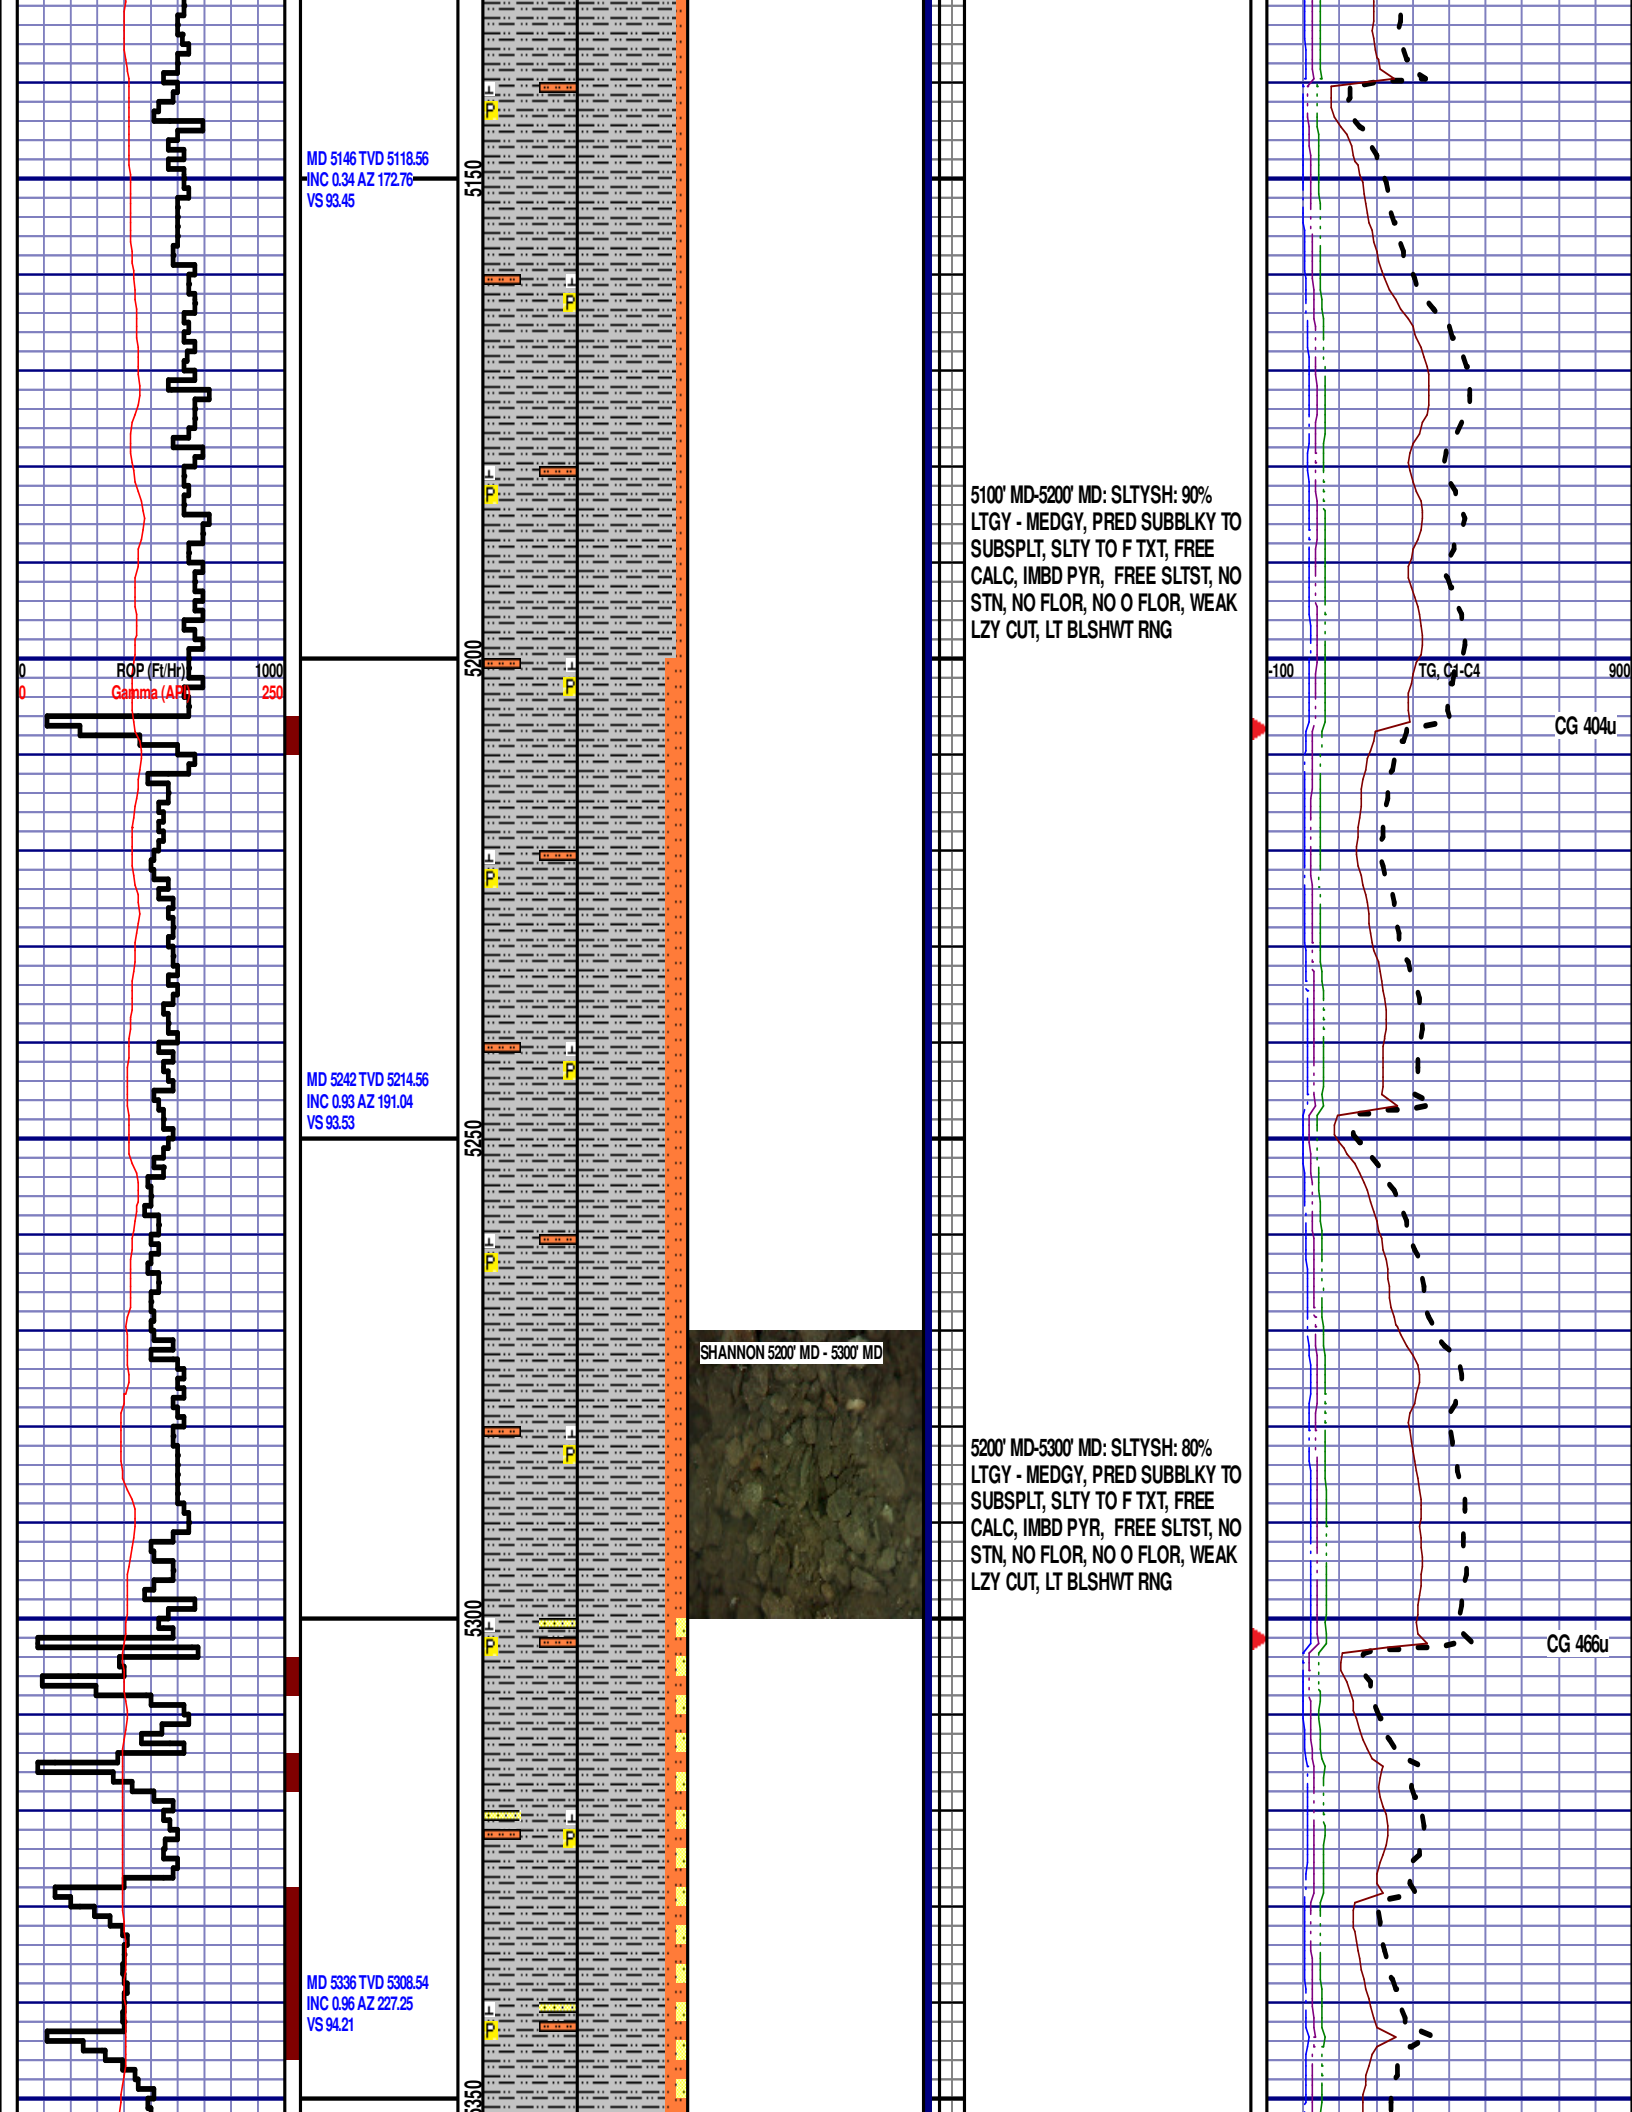 MD 5146 TVD 5118.56
INC 0.34 AZ 172.76
VS 93.45
5150
P
P
P
5100' MD-5200' MD: SLTYSH: 90%
LTGY - MEDGY, PRED SUBBLKY TO
SUBSPLT, SLTY TO F TXT, FREE
CALC, IMBD PYR, FREE SLTST, NO
STN, NO FLOR, NO O FLOR, WEAK
LZY CUT, LT BLSHWT RNG
5200
0 ROP (Ft/Hr) 1000
0 Gamma (API) 250
-100 TG, C1-C4 900
P
CG 404u
P
P
MD 5242 TVD 5214.56
INC 0.93 AZ 191.04
VS 93.53
5250
P
SHANNON 5200' MD - 5300' MD
P
5200' MD-5300' MD: SLTYSH: 80%
LTGY - MEDGY, PRED SUBBLKY TO
SUBSPLT, SLTY TO F TXT, FREE
CALC, IMBD PYR, FREE SLTST, NO
STN, NO FLOR, NO O FLOR, WEAK
LZY CUT, LT BLSHWT RNG
5300
P
CG 466u
P
MD 5336 TVD 5308.54
INC 0.96 AZ 227.25
VS 94.21
P
5350